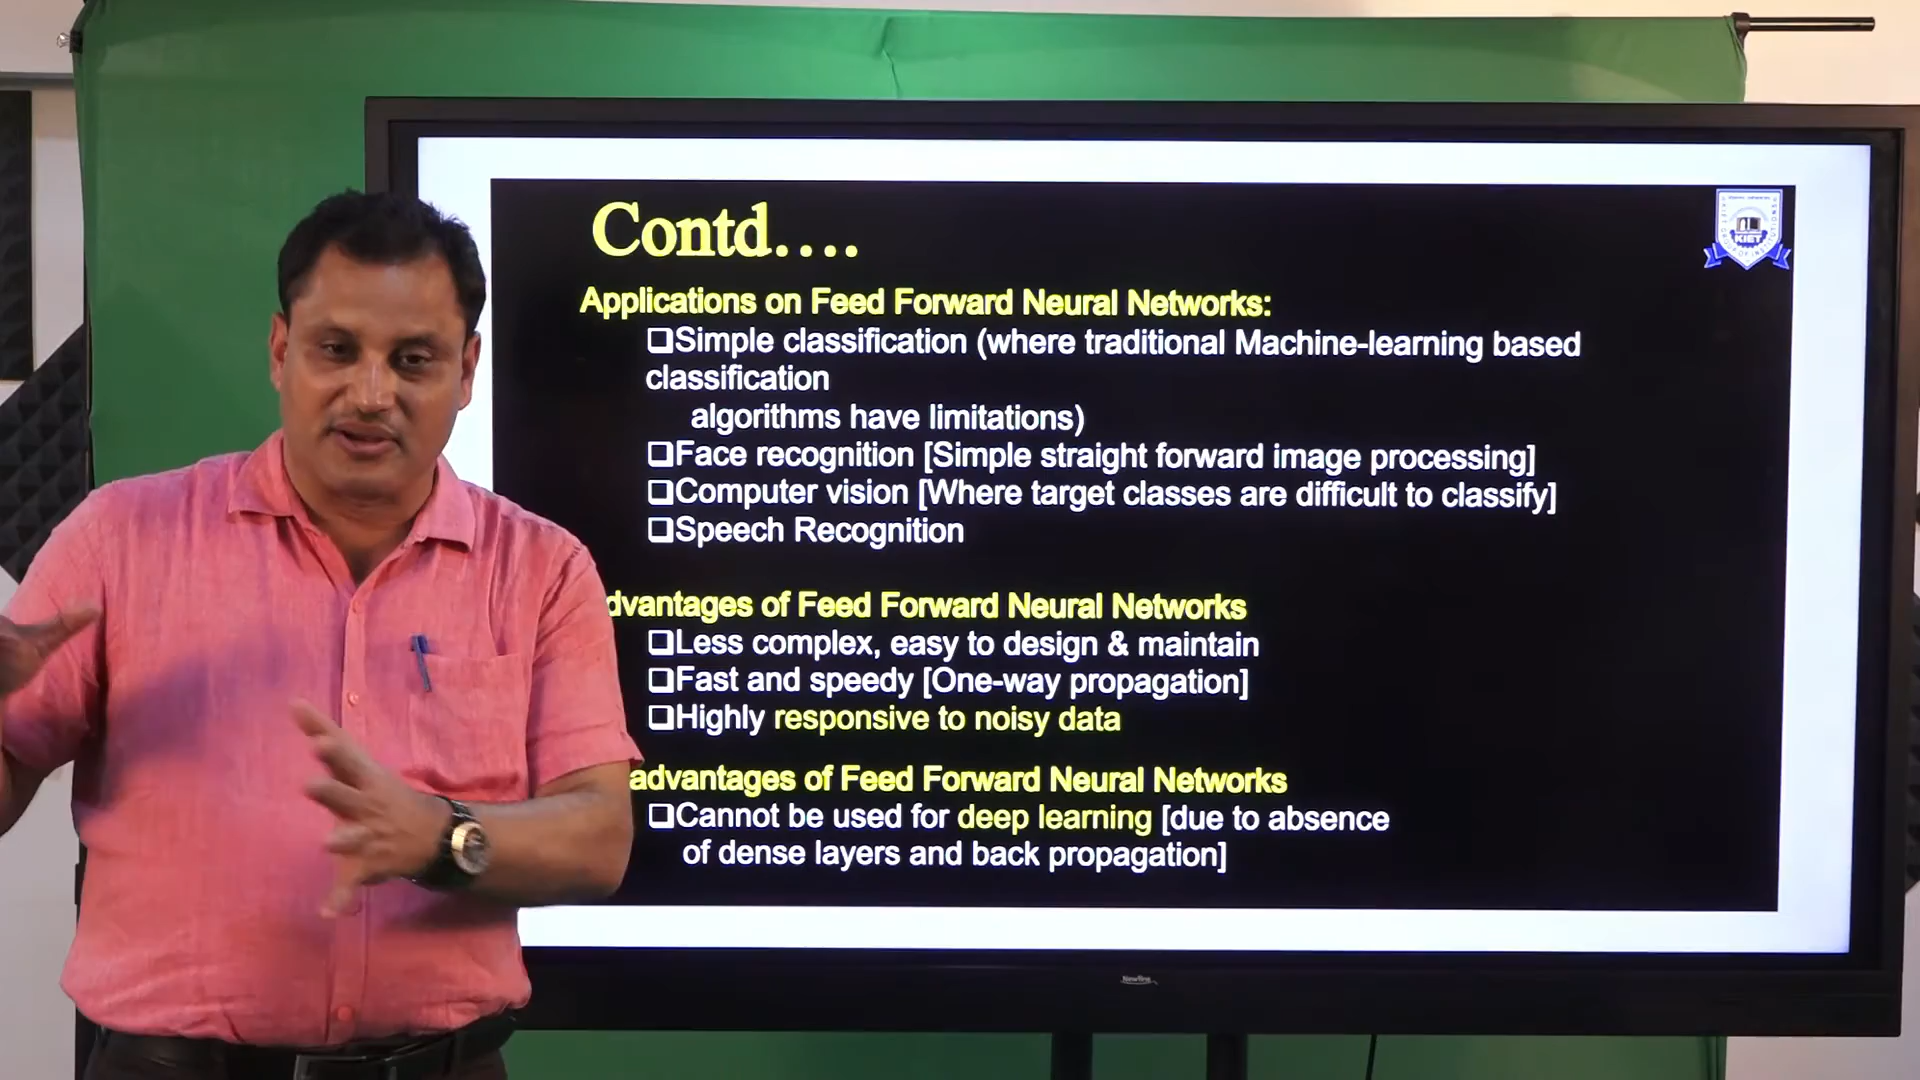 Contd....
Applications on Feed Forward Neural Networks:
❑Simple classification (where traditional Machine-learning based
classification
algorithms have limitations)
❑Face recognition [Simple straight forward image processing]
❑Computer vision [Where target classes are difficult to classify]
❑Speech Recognition
dvantages of Feed Forward Neural Networks
❑Less complex, easy to design & maintain
❑Fast and speedy [One-way propagation]
❑Highly responsive to noisy data
advantages of Feed Forward Neural Networks
❑Cannot be used for deep learning [due to absence
of dense layers and back propagation]
KIET
Newline